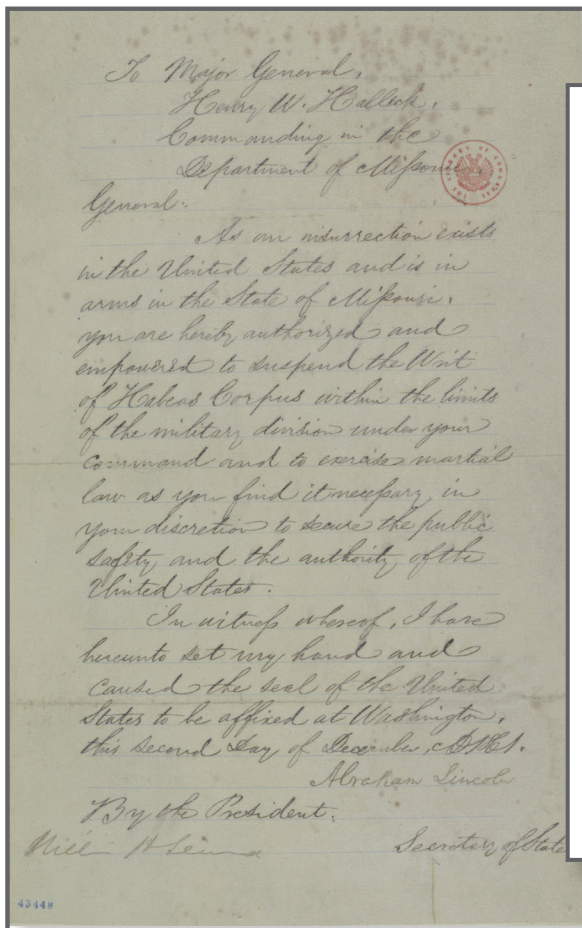 To Major General,
Henry W. Halleck,
Commanding in the
Department of Missouri
General:
As an insurrection exists
in the United States and is in
arms in the State of Missouri,
you are hereby authorized and
empowered to suspend the Writ
of Habeas Corpus within the limits
of the military division under your
command and to exercise martial
law as you find it necessary in
your discretion to secure the public
safety and the authority of the
United States.
In witness whereof, I have
hereunto set my hand and
caused the seal of the United
States to be affixed at Washington,
this second day of December,
Abraham Lincoln
By the President:
Secretary of State
43448